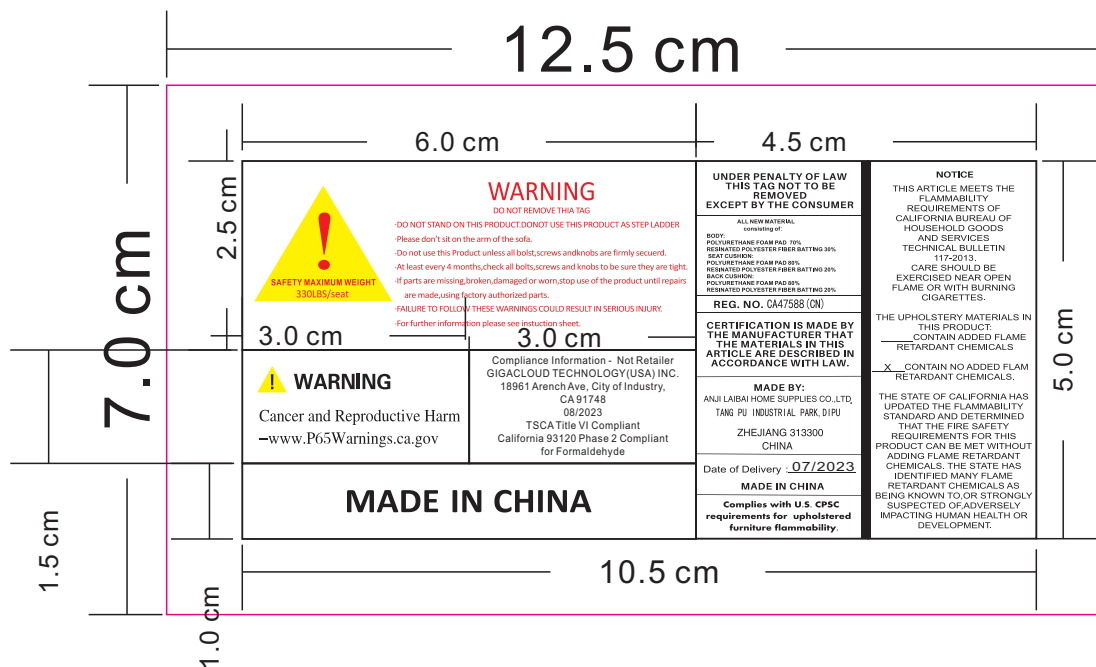 12.5 cm
6.0 cm
4.5 cm
7.0 cm
2.5 cm
WARNING
DO NOT REMOVE THIA TAG
·DO NOT STAND ON THIS PRODUCT.DONOT USE THIS PRODUCT AS STEP LADDER
·Please don't sit on the arm of the sofa.
·Do not use this Product unless all bolst,screws andknobs are firmly secuerd.
·At least every 4 months,check all bolts,screws and knobs to be sure they are tight.
·If parts are missing,broken,damaged or worn,stop use of the product until repairs
are made,using factory authorized parts.
·FAILURE TO FOLLOW THESE WARNINGS COULD RESULT IN SERIOUS INJURY.
·For further information please see instuction sheet.
!
SAFETY MAXIMUM WEIGHT
330LBS/seat
3.0 cm
3.0 cm
! WARNING
Cancer and Reproductive Harm
–www.P65Warnings.ca.gov
Compliance Information - Not Retailer
GIGACLOUD TECHNOLOGY(USA) INC.
18961 Arench Ave, City of Industry,
CA 91748
08/2023
TSCA Title VI Compliant
California 93120 Phase 2 Compliant
for Formaldehyde
MADE IN CHINA
UNDER PENALTY OF LAW
THIS TAG NOT TO BE
REMOVED
EXCEPT BY THE CONSUMER
ALL NEW MATERIAL
consisting of:
BODY:
POLYURETHANE FOAM PAD 70%
RESINATED POLYESTER FIBER BATTING 30%
SEAT CUSHION:
POLYURETHANE FOAM PAD 80%
RESINATED POLYESTER FIBER BATTING 20%
BACK CUSHION:
POLYURETHANE FOAM PAD 80%
RESINATED POLYESTER FIBER BATTING 20%
REG. NO. CA47588 (CN)
CERTIFICATION IS MADE BY
THE MANUFACTURER THAT
THE MATERIALS IN THIS
ARTICLE ARE DESCRIBED IN
ACCORDANCE WITH LAW.
MADE BY:
ANJI LAIBAI HOME SUPPLIES CO.,LTD,
TANG PU INDUSTRIAL PARK, DIPU
ZHEJIANG 313300
CHINA
Date of Delivery : 07/2023
MADE IN CHINA
Complies with U.S. CPSC
requirements for upholstered
furniture flammability.
NOTICE
THIS ARTICLE MEETS THE
FLAMMABILITY
REQUIREMENTS OF
CALIFORNIA BUREAU OF
HOUSEHOLD GOODS
AND SERVICES
TECHNICAL BULLETIN
117-2013.
CARE SHOULD BE
EXERCISED NEAR OPEN
FLAME OR WITH BURNING
CIGARETTES.
THE UPHOLSTERY MATERIALS IN
THIS PRODUCT:
____CONTAIN ADDED FLAME
RETARDANT CHEMICALS
_X_CONTAIN NO ADDED FLAM
RETARDANT CHEMICALS.
THE STATE OF CALIFORNIA HAS
UPDATED THE FLAMMABILITY
STANDARD AND DETERMINED
THAT THE FIRE SAFETY
REQUIREMENTS FOR THIS
PRODUCT CAN BE MET WITHOUT
ADDING FLAME RETARDANT
CHEMICALS. THE STATE HAS
IDENTIFIED MANY FLAME
RETARDANT CHEMICALS AS
BEING KNOWN TO,OR STRONGLY
SUSPECTED OF,ADVERSELY
IMPACTING HUMAN HEALTH OR
DEVELOPMENT.
5.0 cm
1.5 cm
1.0 cm
10.5 cm